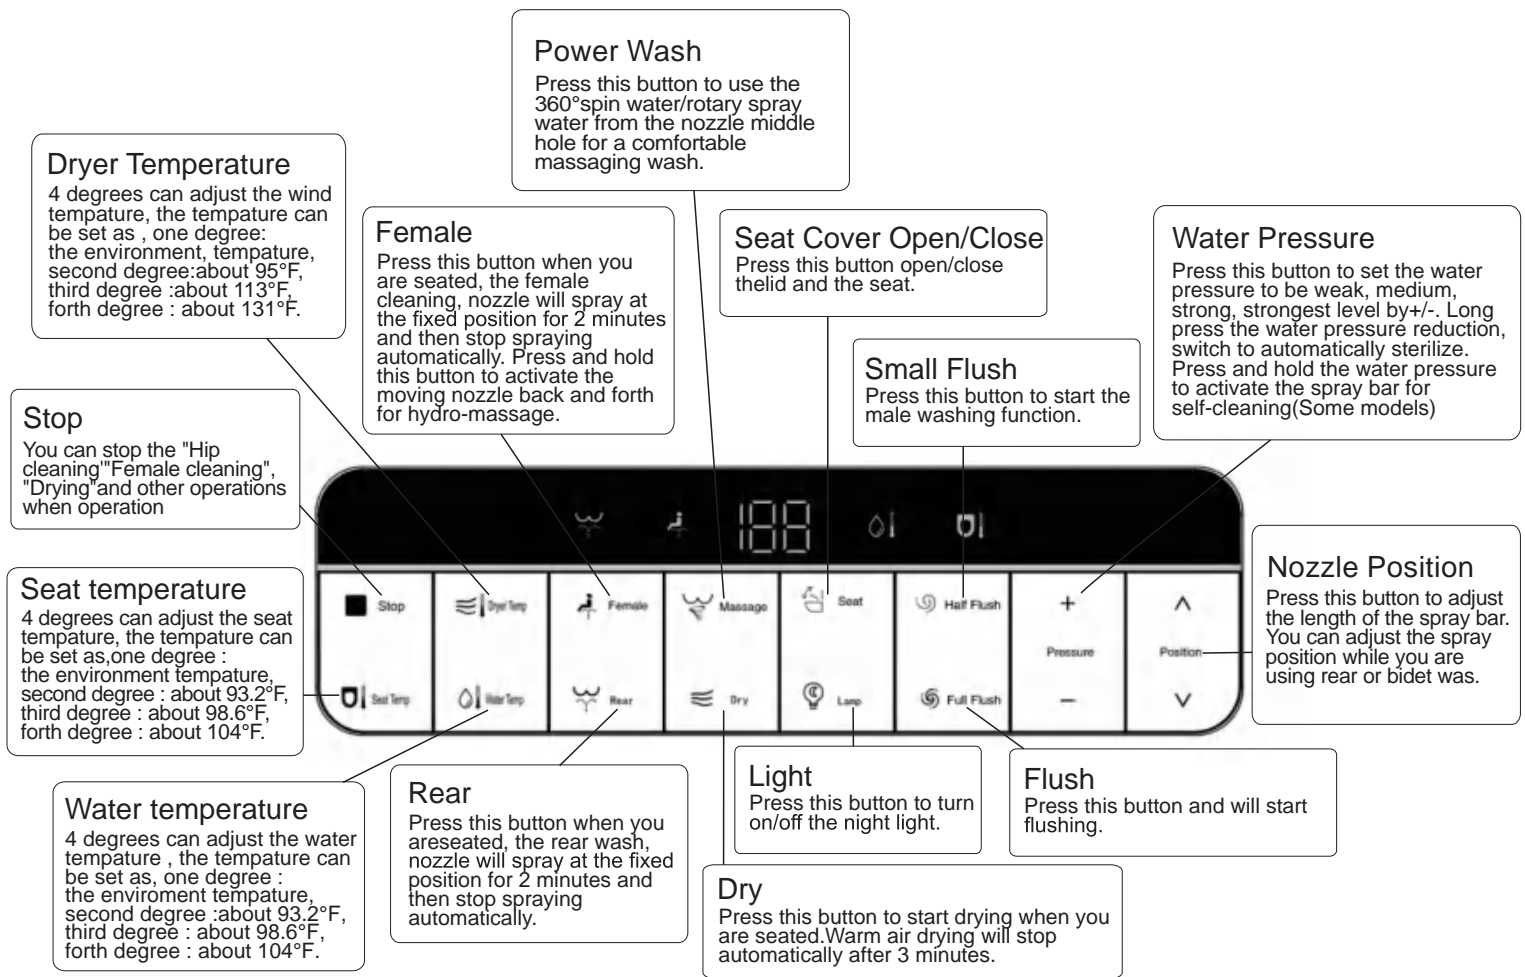 Power Wash
Press this button to use the
360°spin water/rotary spray
water from the nozzle middle
hole for a comfortable
massaging wash.
Dryer Temperature
4 degrees can adjust the wind
tempature, the tempature can
be set as , one degree:
the environment, tempature,
second degree:about 95°F,
third degree :about 113°F,
forth degree : about 131°F.
Female
Press this button when you
are seated, the female
cleaning, nozzle will spray at
the fixed position for 2 minutes
and then stop spraying
automatically. Press and hold
this button to activate the
moving nozzle back and forth
for hydro-massage.
Seat Cover Open/Close
Press this button open/close
thelid and the seat.
Water Pressure
Press this button to set the water
pressure to be weak, medium,
strong, strongest level by+/-. Long
press the water pressure reduction,
switch to automatically sterilize.
Press and hold the water pressure
to activate the spray bar for
self-cleaning(Some models)
Small Flush
Press this button to start the
male washing function.
Stop
You can stop the "Hip
cleaning'"Female cleaning",
"Drying"and other operations
when operation
188
Stop
Dryer Temp
Female
Massage
Seat
Half Flush
+
Pressure
−
Position
Seat Temp
Water Temp
Rear
Dry
Lamp
Full Flush
Nozzle Position
Press this button to adjust
the length of the spray bar.
You can adjust the spray
position while you are
using rear or bidet was.
Seat temperature
4 degrees can adjust the seat
tempature, the tempature can
be set as,one degree :
the environment tempature,
second degree : about 93.2°F,
third degree : about 98.6°F,
forth degree : about 104°F.
Water temperature
4 degrees can adjust the water
tempature , the tempature can
be set as, one degree :
the enviroment tempature,
second degree :about 93.2°F,
third degree : about 98.6°F,
forth degree : about 104°F.
Rear
Press this button when you
areseated, the rear wash,
nozzle will spray at the fixed
position for 2 minutes and
then stop spraying
automatically.
Light
Press this button to turn
on/off the night light.
Flush
Press this button and will start
flushing.
Dry
Press this button to start drying when you
are seated.Warm air drying will stop
automatically after 3 minutes.